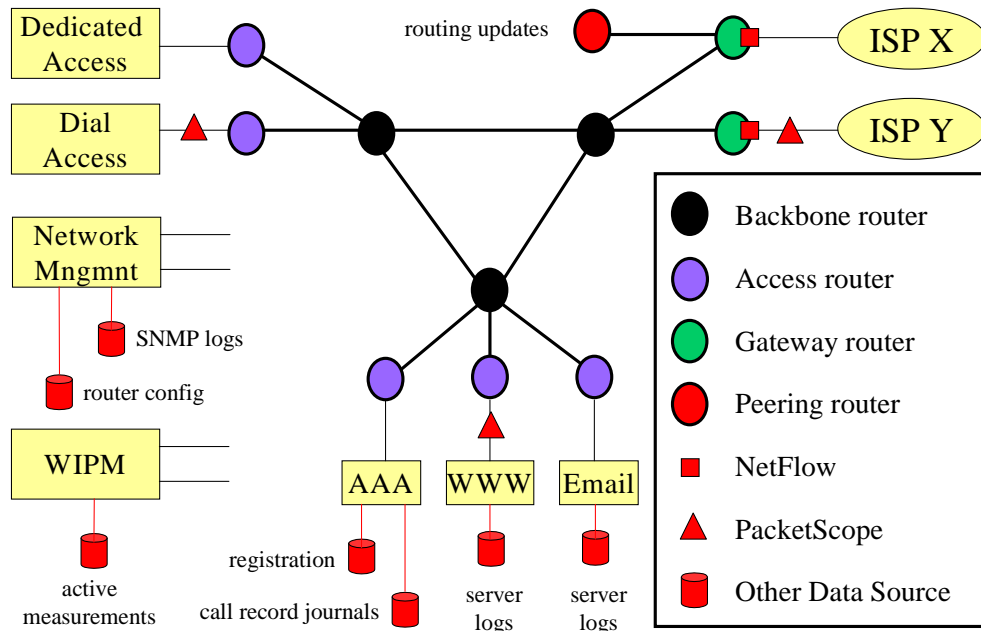 Dedicated
Access
routing updates
ISP X
Dial
Access
ISP Y
Network
Mngmnt
SNMP logs
router config
WIPM
active
measurements
AAA
WWW
Email
registration
call record journals
server
logs
server
logs
Backbone router
Access router
Gateway router
Peering router
NetFlow
PacketScope
Other Data Source